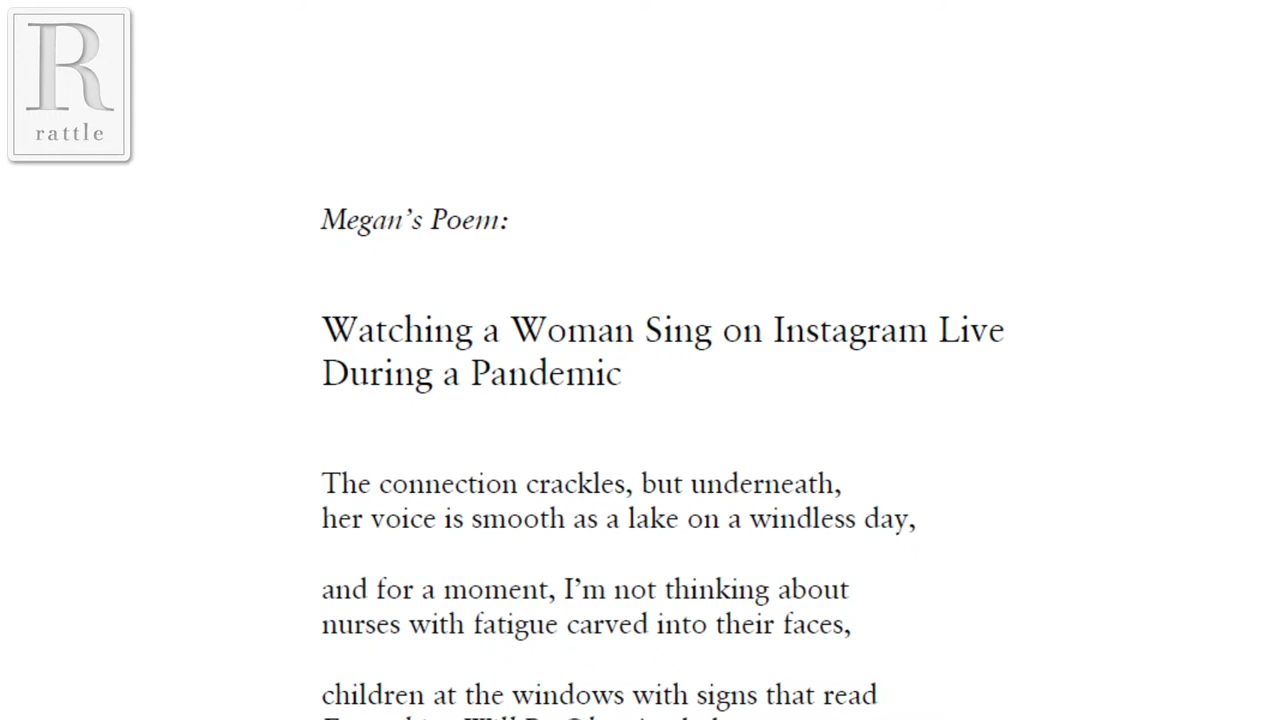 R
rattle
Megan’s Poem:
Watching a Woman Sing on Instagram Live
During a Pandemic
The connection crackles, but underneath,
her voice is smooth as a lake on a windless day,
and for a moment, I’m not thinking about
nurses with fatigue carved into their faces,
children at the windows with signs that read